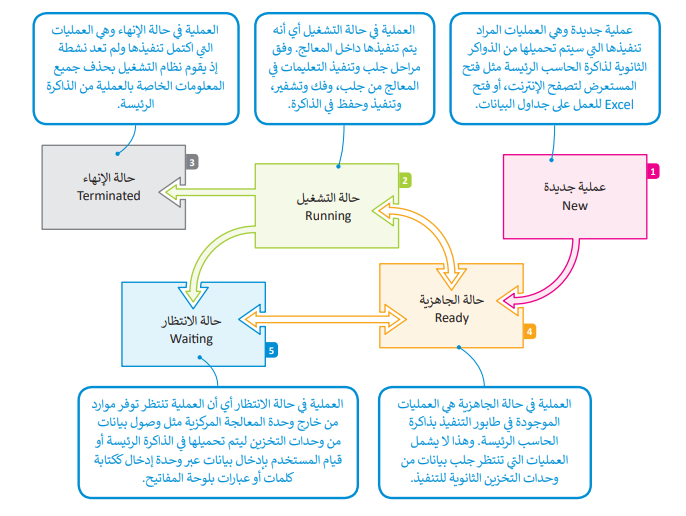 عملية جديدة وهي العمليات المراد
تنفيذها التي سيتم تحميلها من الذواكر
الثانوية لذاكرة الحاسب الرئيسة مثل فتح
المستعرض لتصفح الإنترنت، أو فتح
Excel للعمل على جداول البيانات.
العملية في حالة التشغيل أي أنه
يتم تنفيذها داخل المعالج. وفق
مراحل جلب وتنفيذ التعليمات في
المعالج من جلب، وفك وتشفير،
وتنفيذ وحفظ في الذاكرة.
العملية في حالة الإنهاء وهي العمليات
التي اكتمل تنفيذها ولم تعد نشطة
إذ يقوم نظام التشغيل بحذف جميع
المعلومات الخاصة بالعملية من الذاكرة
الرئيسة.
1
عملية جديدة
New
2
حالة التشغيل
Running
3
حالة الإنهاء
Terminated
4
حالة الجاهزية
Ready
5
حالة الانتظار
Waiting
العملية في حالة الجاهزية هي العمليات
الموجودة في طابور التنفيذ بذاكرة
الحاسب الرئيسة. وهذا لا يشمل
العمليات التي تنتظر جلب بيانات من
وحدات التخزين الثانوية للتنفيذ.
العملية في حالة الانتظار أي أن العملية تنتظر توفر موارد
من خارج وحدة المعالجة المركزية مثل وصول بيانات
من وحدات التخزين ليتم تحميلها في الذاكرة الرئيسة أو
قيام المستخدم بإدخال بيانات عبر وحدة إدخال ككتابة
كلمات أو عبارات بلوحة المفاتيح.